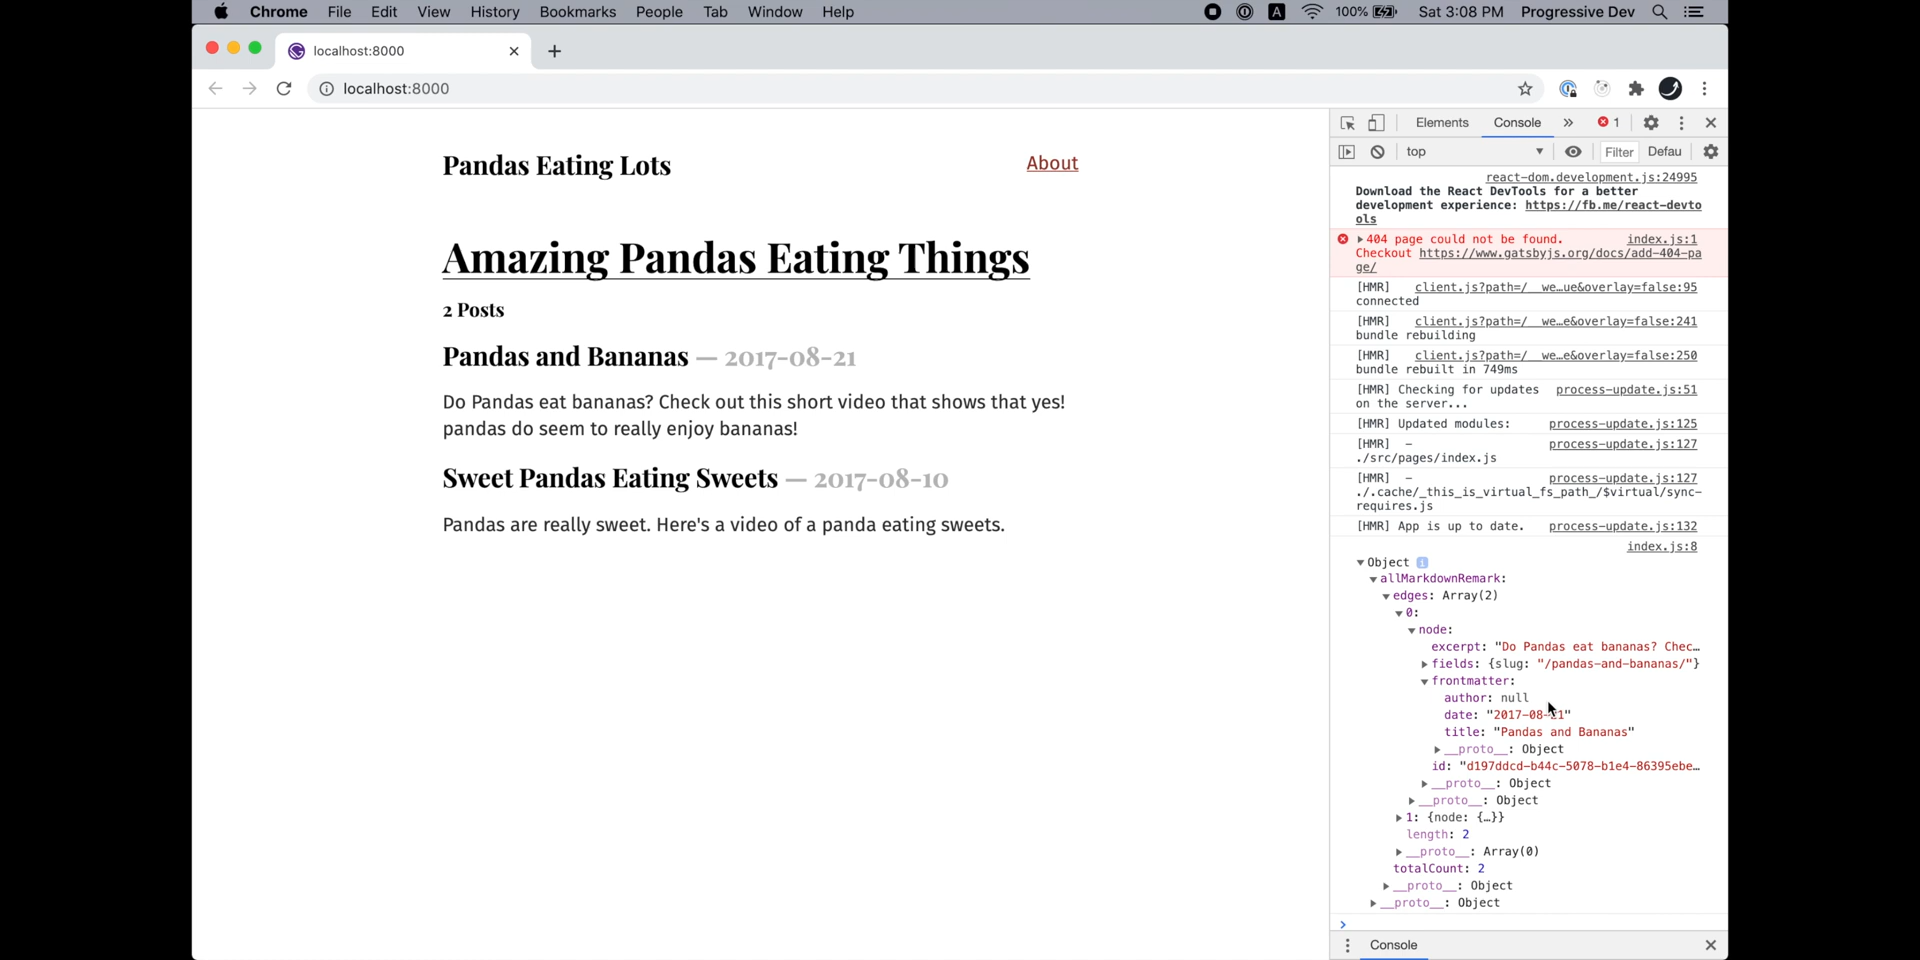 Chrome File Edit View History Bookmarks People Tab Window Help A 100% Sat 3:08 PM Progressive Dev
localhost:8000
localhost:8000
Pandas Eating Lots
About
Amazing Pandas Eating Things
2 Posts
Pandas and Bananas — 2017-08-21
Do Pandas eat bananas? Check out this short video that shows that yes!
pandas do seem to really enjoy bananas!
Sweet Pandas Eating Sweets — 2017-08-10
Pandas are really sweet. Here's a video of a panda eating sweets.
Elements Console » 1
top Filter Defau
react-dom.development.js:24995
Download the React DevTools for a better
development experience: https://fb.me/react-devto
ols
404 page could not be found. index.js:1
Checkout https://www.gatsbyjs.org/docs/add-404-pa
ge/
[HMR] client.js?path=/__we…ue&overlay=false:95
connected
[HMR] client.js?path=/__we…e&overlay=false:241
bundle rebuilding
[HMR] client.js?path=/__we…e&overlay=false:250
bundle rebuilt in 749ms
[HMR] Checking for updates process-update.js:51
on the server...
[HMR] Updated modules: process-update.js:125
[HMR] – process-update.js:127
./src/pages/index.js
[HMR] – process-update.js:127
./.cache/_this_is_virtual_fs_path_/$virtual/sync-
requires.js
[HMR] App is up to date. process-update.js:132
index.js:8
Object i
allMarkdownRemark:
edges: Array(2)
0:
node:
excerpt: "Do Pandas eat bananas? Chec…
fields: {slug: "/pandas-and-bananas/"}
frontmatter:
author: null
date: "2017-08-21"
title: "Pandas and Bananas"
__proto__: Object
id: "d197ddcd-b44c-5078-b1e4-86395ebe…
__proto__: Object
__proto__: Object
1: {node: {…}}
length: 2
__proto__: Array(0)
totalCount: 2
__proto__: Object
__proto__: Object
Console